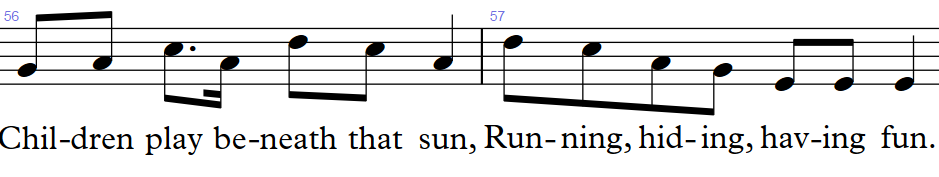 56 57
Chil-dren play be-neath that sun, Run-ning, hid-ing, hav-ing fun.